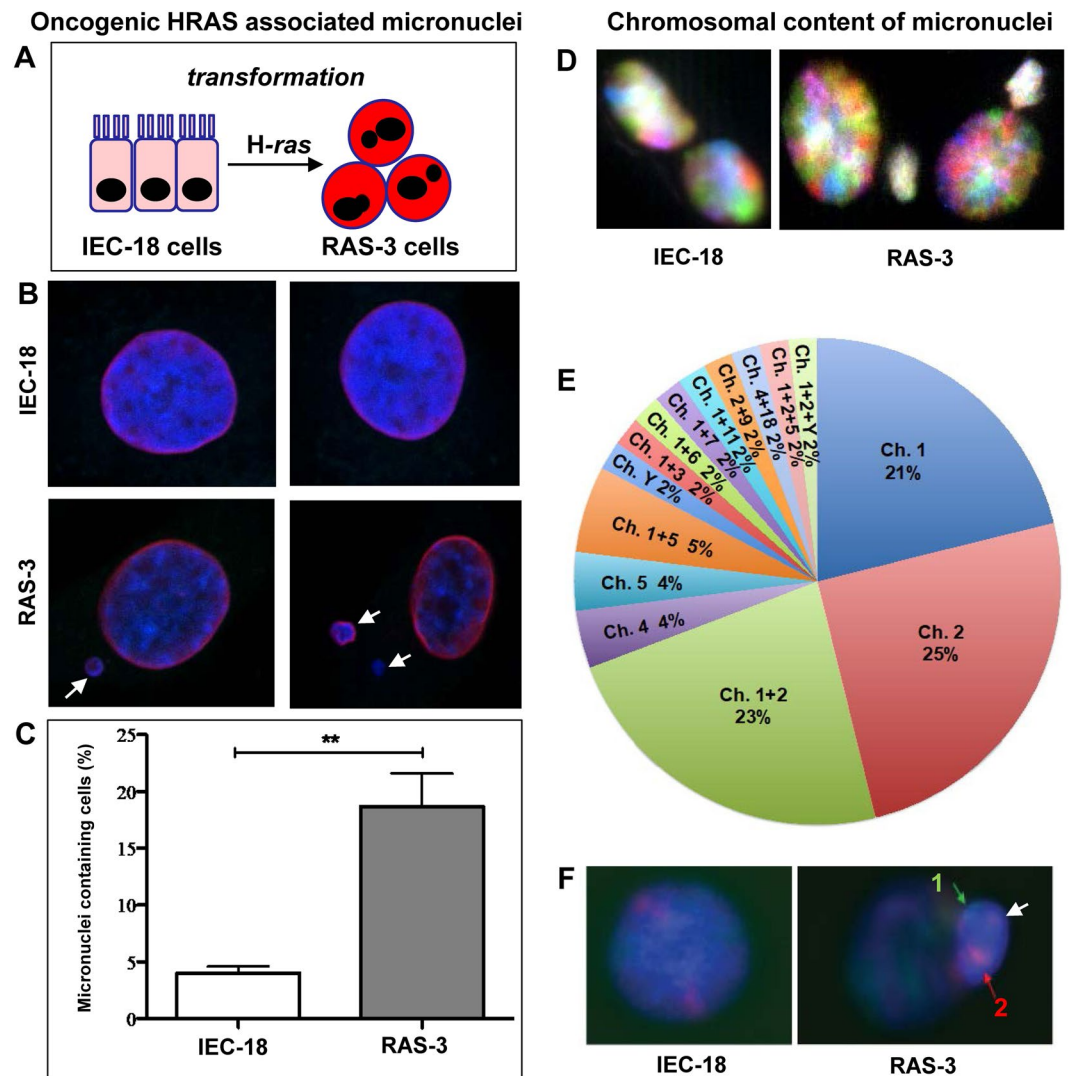 Oncogenic HRAS associated micronuclei
A
transformation
H-ras
IEC-18 cells
RAS-3 cells
B
IEC-18
RAS-3
C
Micronuclei containing cells (%)
25
20
15
10
5
0
**
IEC-18
RAS-3
Chromosomal content of micronuclei
D
IEC-18
RAS-3
E
Ch. 1
21%
Ch. 2
25%
Ch. 1+2
23%
Ch. 4 4%
Ch. 5 4%
Ch. 1+5 5%
Ch. Y 2%
Ch. 1+3 2%
Ch. 1+6 2%
Ch. 1+7 2%
Ch. 1+11 2%
Ch. 2+9 2%
Ch. 4+18 2%
Ch. 1+2+5 2%
Ch. 1+2+Y 2%
F
1
2
IEC-18
RAS-3